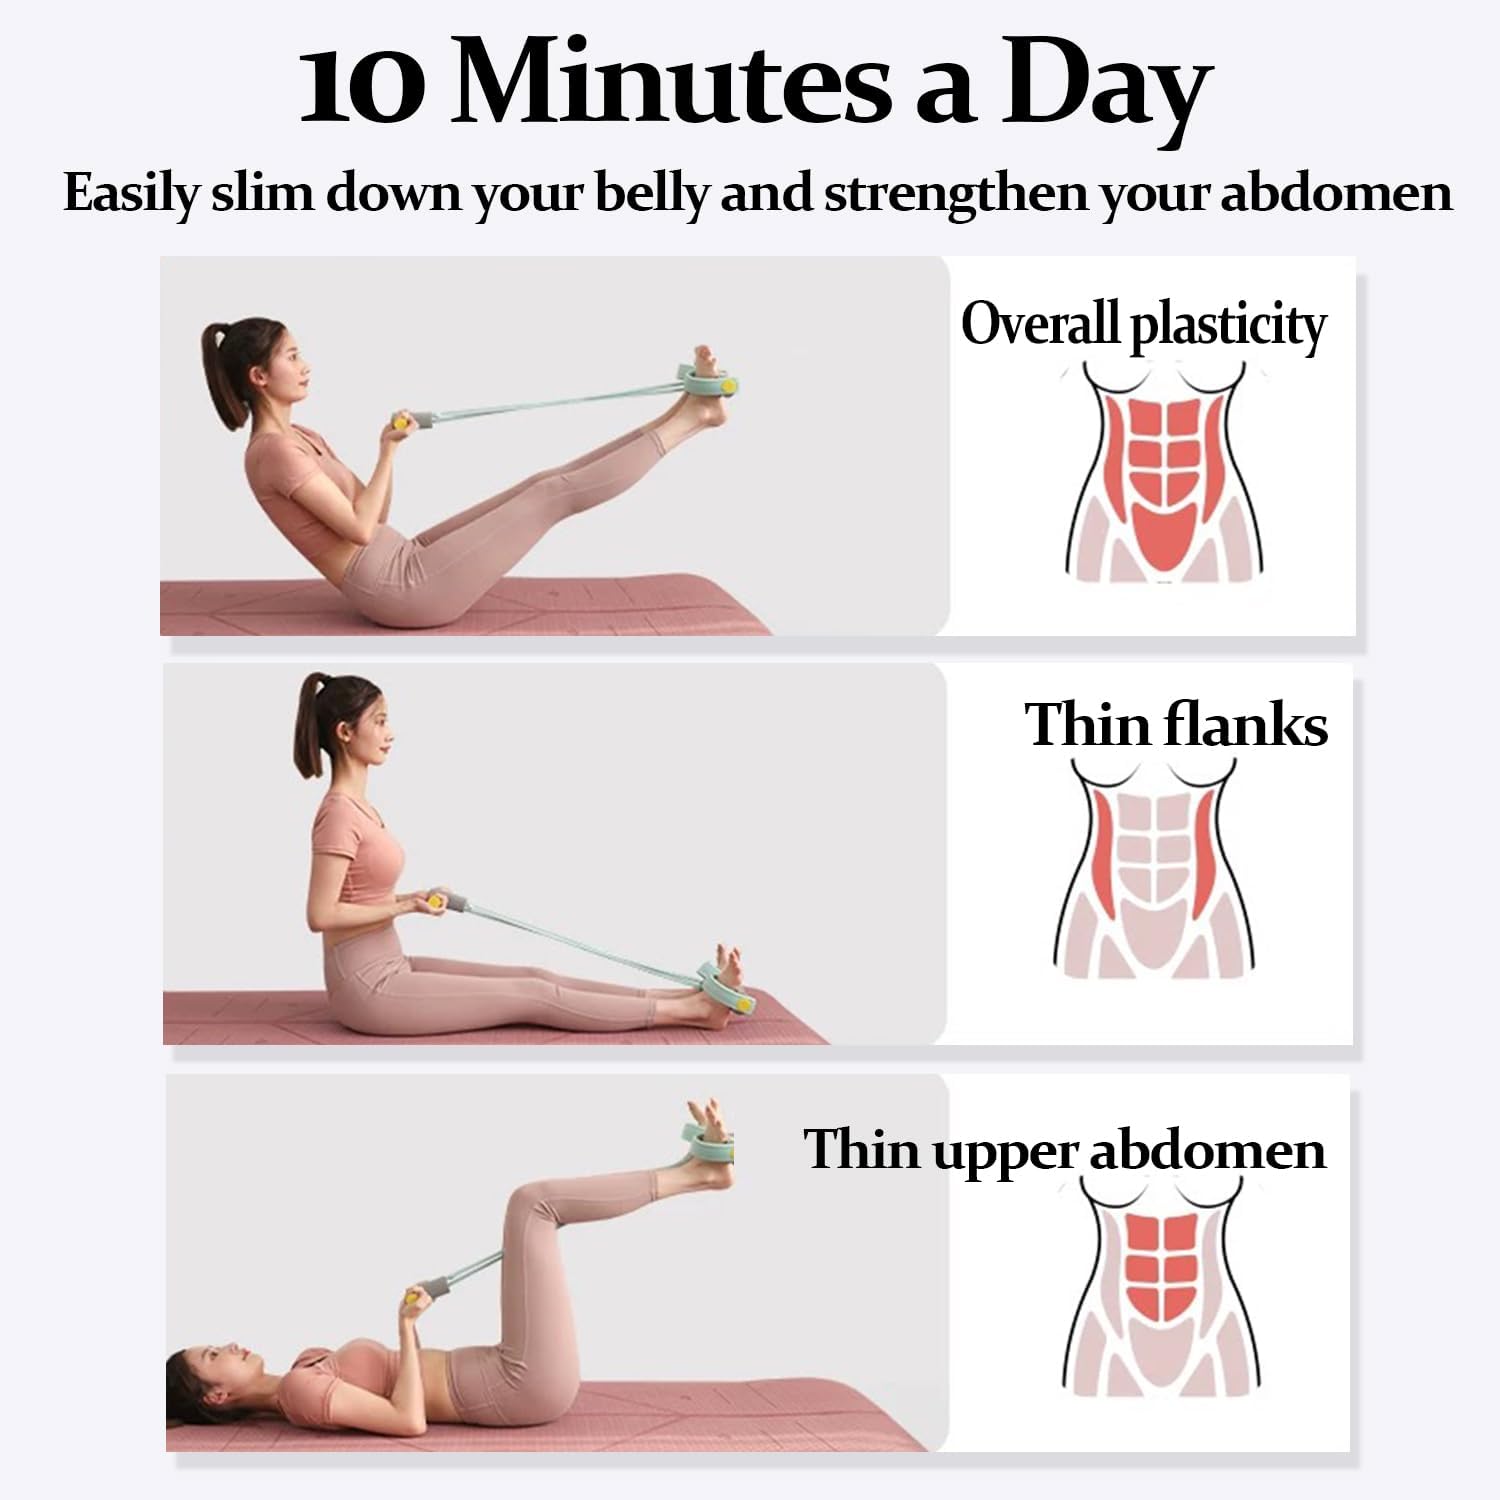 10 Minutes a Day
Easily slim down your belly and strengthen your abdomen
Overall plasticity
Thin flanks
Thin upper abdomen